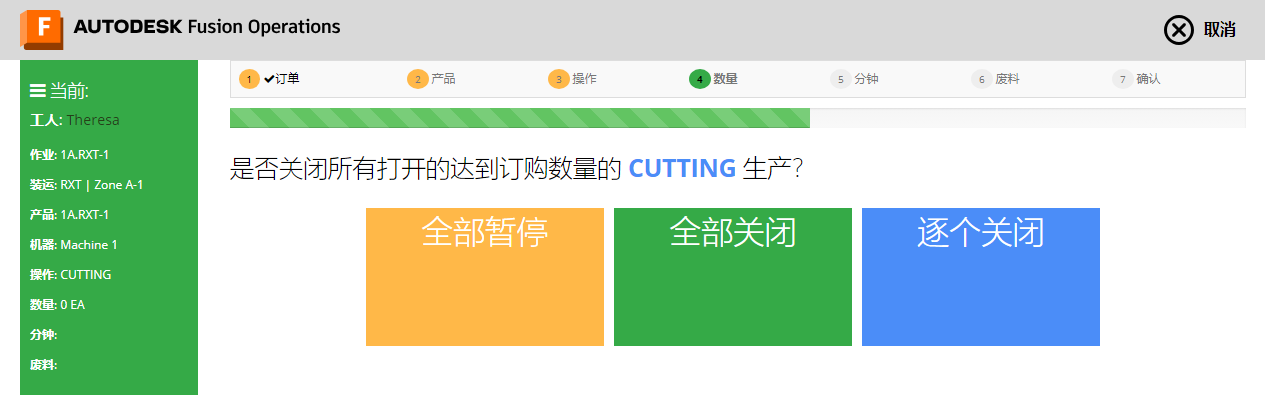 AUTODESK Fusion Operations
取消
当前:
工人: Theresa
作业: 1A.RXT-1
装运: RXT | Zone A-1
产品: 1A.RXT-1
机器: Machine 1
操作: CUTTING
数量: 0 EA
分钟:
废料:
1 ✔订单 2 产品 3 操作 4 数量 5 分钟 6 废料 7 确认
是否关闭所有打开的达到订购数量的 CUTTING 生产?
全部暂停 全部关闭 逐个关闭